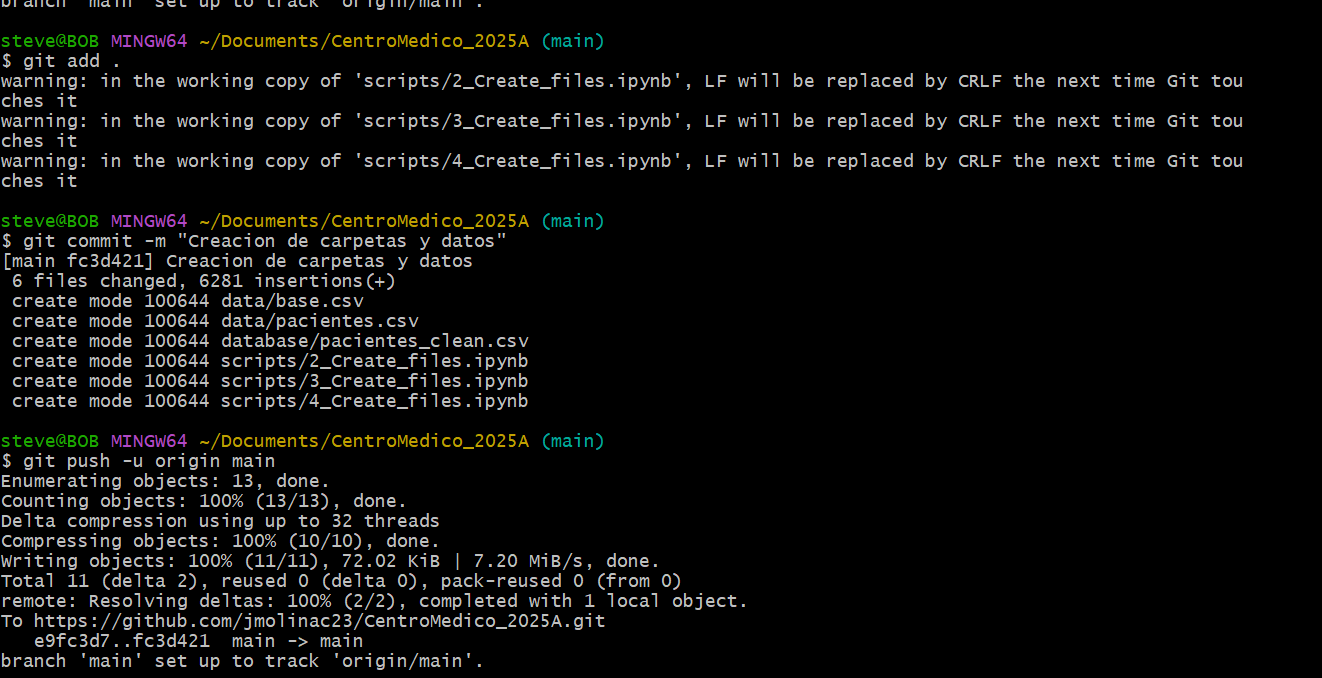 branch 'main' set up to track 'origin/main'.
steve@BOB MINGW64 ~/Documents/CentroMedico_2025A (main)
$ git add .
warning: in the working copy of 'scripts/2_Create_files.ipynb', LF will be replaced by CRLF the next time Git tou
ches it
warning: in the working copy of 'scripts/3_Create_files.ipynb', LF will be replaced by CRLF the next time Git tou
ches it
warning: in the working copy of 'scripts/4_Create_files.ipynb', LF will be replaced by CRLF the next time Git tou
ches it
steve@BOB MINGW64 ~/Documents/CentroMedico_2025A (main)
$ git commit -m "Creacion de carpetas y datos"
[main fc3d421] Creacion de carpetas y datos
 6 files changed, 6281 insertions(+)
 create mode 100644 data/base.csv
 create mode 100644 data/pacientes.csv
 create mode 100644 database/pacientes_clean.csv
 create mode 100644 scripts/2_Create_files.ipynb
 create mode 100644 scripts/3_Create_files.ipynb
 create mode 100644 scripts/4_Create_files.ipynb
steve@BOB MINGW64 ~/Documents/CentroMedico_2025A (main)
$ git push -u origin main
Enumerating objects: 13, done.
Counting objects: 100% (13/13), done.
Delta compression using up to 32 threads
Compressing objects: 100% (10/10), done.
Writing objects: 100% (11/11), 72.02 KiB | 7.20 MiB/s, done.
Total 11 (delta 2), reused 0 (delta 0), pack-reused 0 (from 0)
remote: Resolving deltas: 100% (2/2), completed with 1 local object.
To https://github.com/jmolinac23/CentroMedico_2025A.git
   e9fc3d7..fc3d421  main -> main
branch 'main' set up to track 'origin/main'.